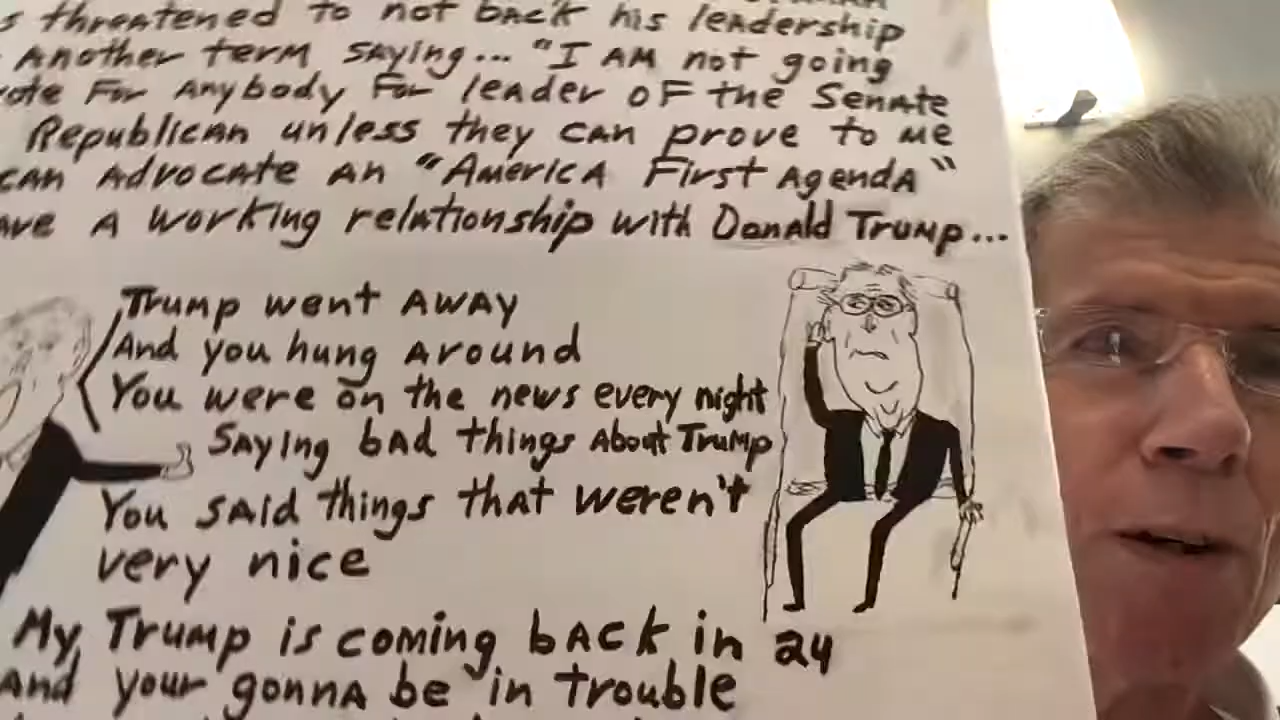 threatened to not back his leadership
Another term saying... "I AM not going
vote For Anybody For leader of the Senate
Republican unless they can prove to me
can Advocate an "America First Agenda"
A working relationship with Donald Trump...
Trump went AWAY
And you hung Around
You were on the news every night
Saying bad things About Trump
You said things that weren't
very nice
My Trump is coming back in 24
And your gonna be in trouble